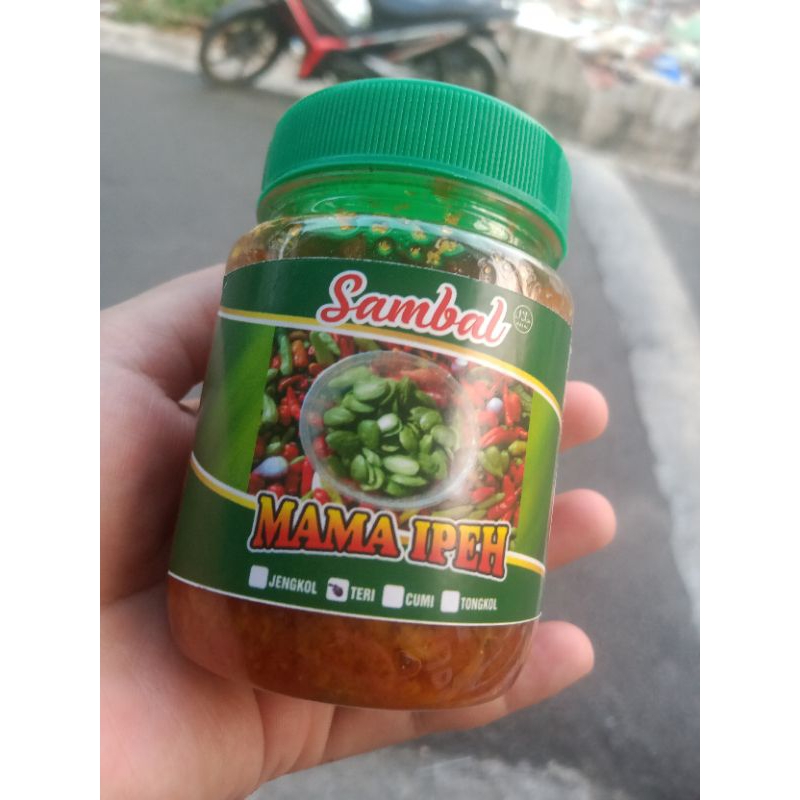 Sambal
MAMA IPEH
JENGKOL TERI CUMI TONGKOL